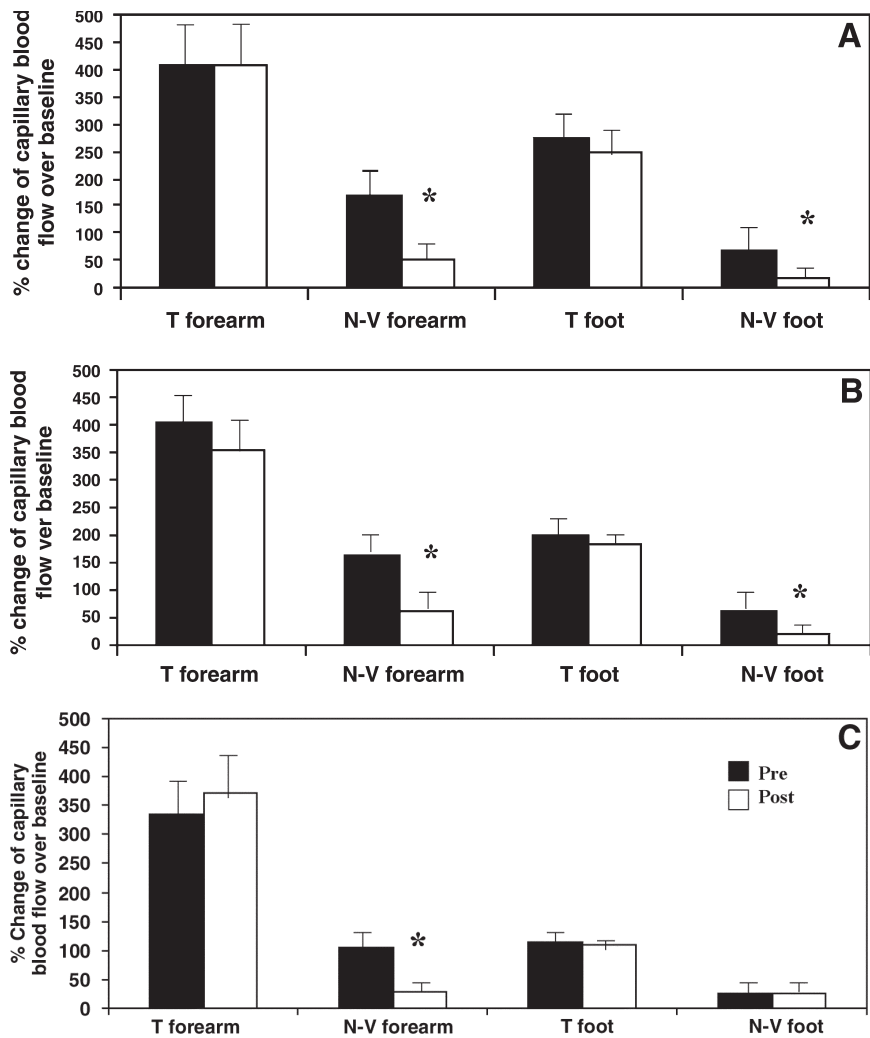 A
% change of capillary blood
flow over baseline
500
450
400
350
300
250
200
150
100
50
0
*
*
T forearm N-V forearm T foot N-V foot
B
% change of capillary blood
flow ver baseline
500
450
400
350
300
250
200
150
100
50
0
*
*
T forearm N-V forearm T foot N-V foot
C
% Change of capillary
blood flow over baseline
500
450
400
350
300
250
200
150
100
50
0
Pre
Post
*
T forearm N-V forearm T foot N-V foot